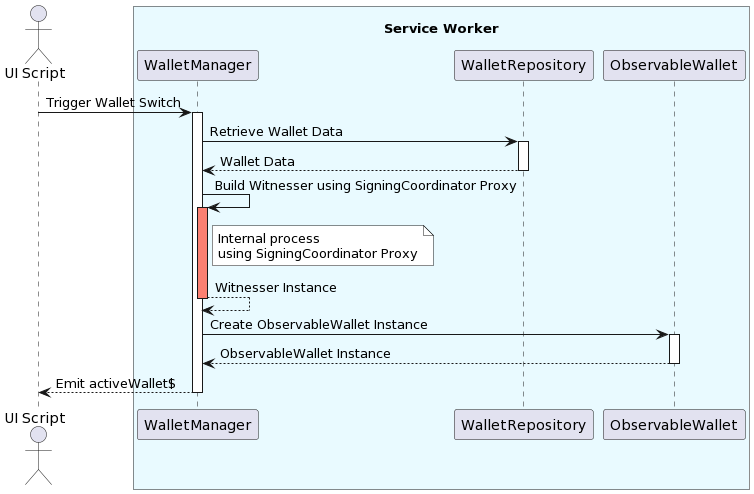 Service Worker
UI Script
WalletManager
WalletRepository
ObservableWallet
Trigger Wallet Switch
Retrieve Wallet Data
Wallet Data
Build Witnesser using SigningCoordinator Proxy
Internal process
using SigningCoordinator Proxy
Witnesser Instance
Create ObservableWallet Instance
ObservableWallet Instance
Emit activeWallet$
UI Script
WalletManager
WalletRepository
ObservableWallet